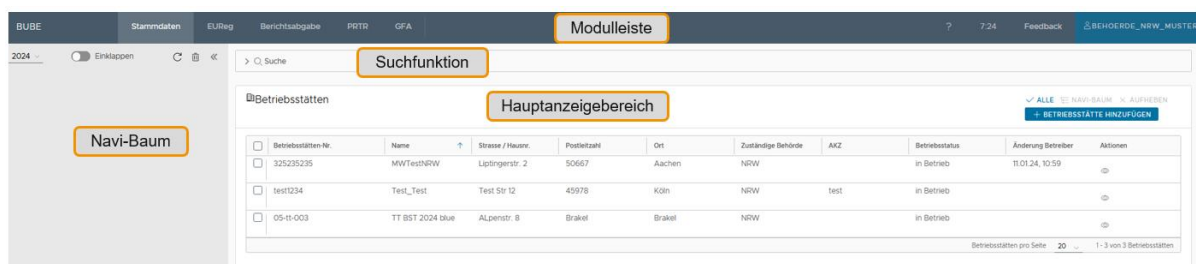 BUBE Stammdaten EUReg Berichtsabgabe PRTR GFA Modulleiste ? 7:24 Feedback BEHOERDE_NRW_MUSTER
2024 Einklappen
Suche Suchfunktion
Betriebsstätten Hauptanzeigebereich ALLE NAVI-BAUM AUFHEBEN
+ BETRIEBSSTÄTTE HINZUFÜGEN
Navi-Baum
Betriebsstätten-Nr. Name Strasse / Hausnr. Postleitzahl Ort Zuständige Behörde AKZ Betriebsstatus Änderung Betreiber Aktionen
325235235 MWTestNRW Liptingerstr. 2 50667 Aachen NRW in Betrieb 11.01.24, 10:59
test1234 Test_Test Test Str 12 45978 Köln NRW test in Betrieb
05-tt-003 TT BST 2024 blue ALpenstr. 8 Brakel Brakel NRW in Betrieb
Betriebsstätten pro Seite 20 1 - 3 von 3 Betriebsstätten